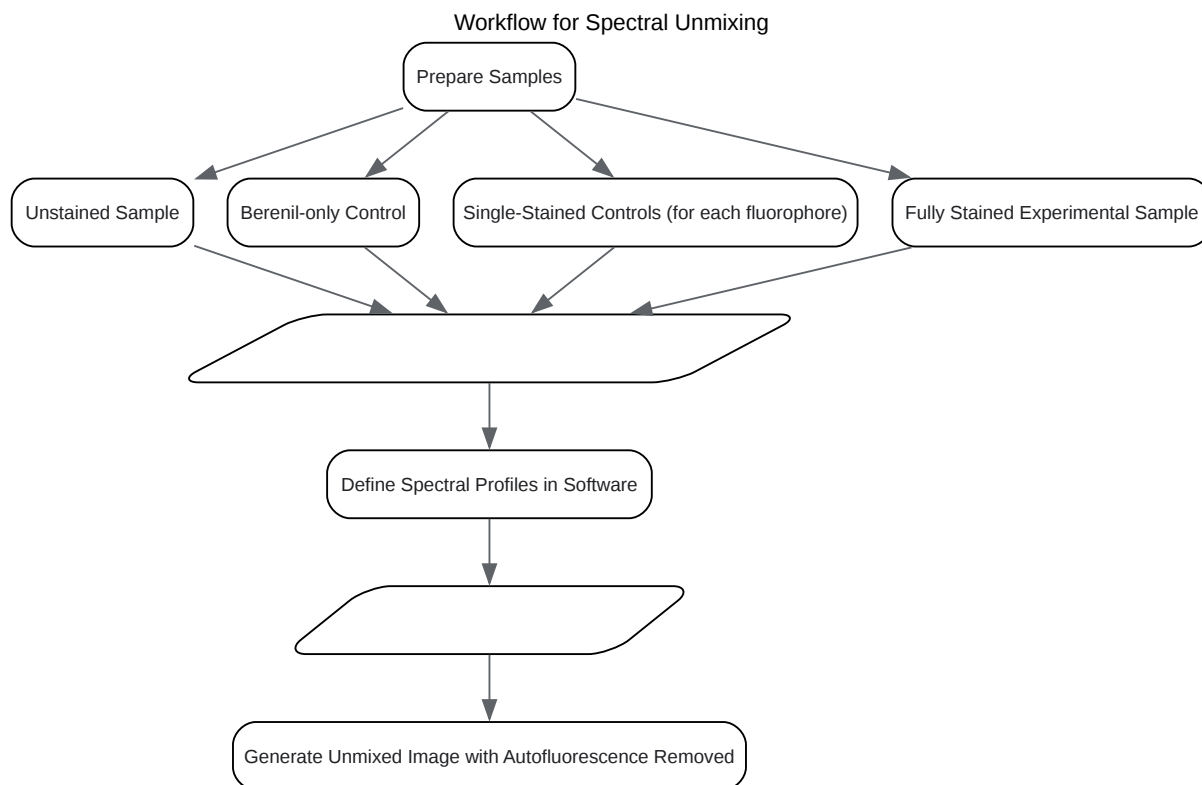 Workflow for Spectral Unmixing
Prepare Samples
Unstained Sample
Berenil-only Control
Single-Stained Controls (for each fluorophore)
Fully Stained Experimental Sample
Define Spectral Profiles in Software
Generate Unmixed Image with Autofluorescence Removed